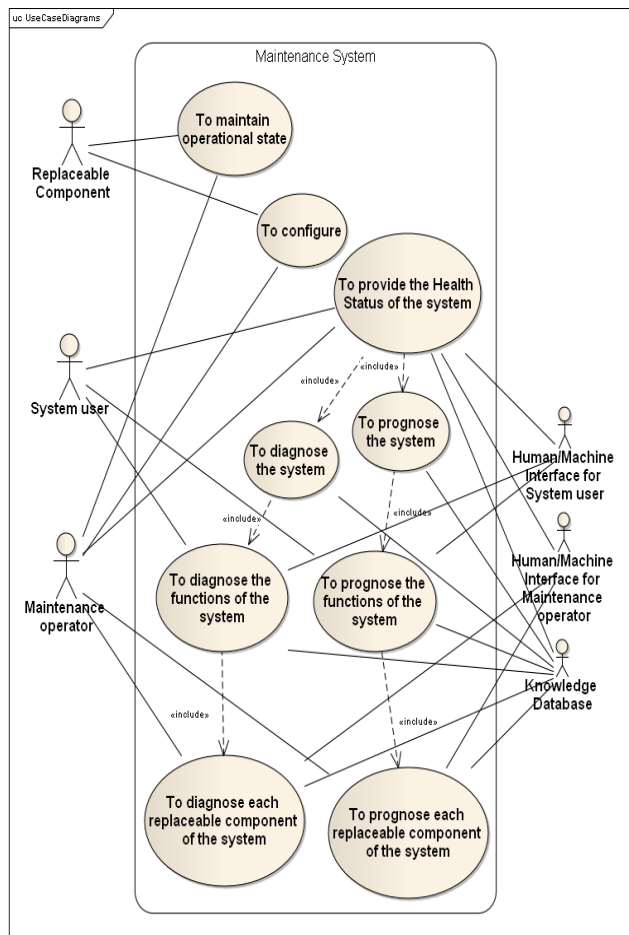 uc UseCaseDiagrams
Maintenance System
To maintain
operational state
Replaceable
Component
To configure
To provide the Health
Status of the system
System user
«include»
«include»
To diagnose
the system
To prognose
the system
Human/Machine
Interface for
System user
«include»
«include»
Maintenance
operator
To diagnose the
functions of the
system
To prognose the
functions of the
system
Human/Machine
Interface for
Maintenance
operator
Knowledge
Database
«include»
«include»
To diagnose each
replaceable component
of the system
To prognose each
replaceable component
of the system